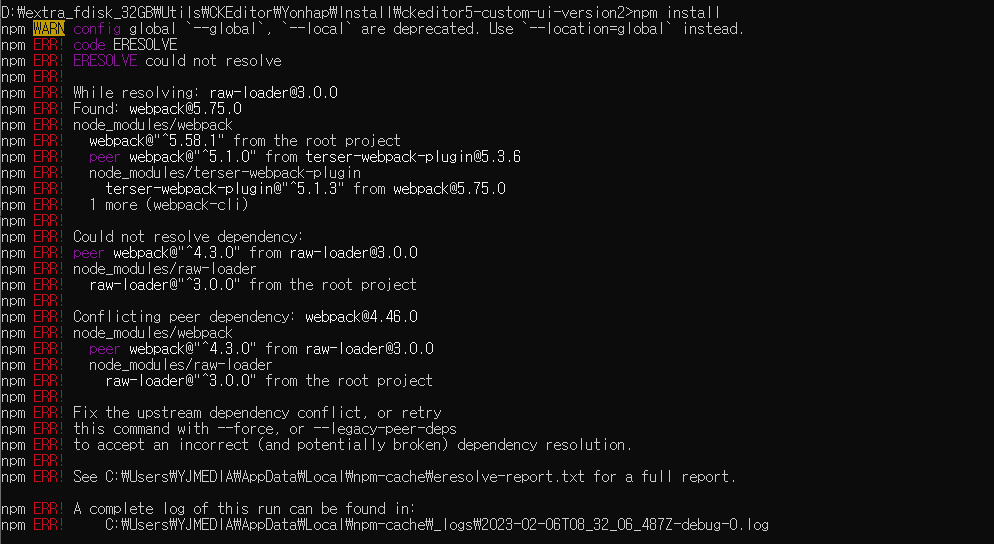 D:₩extra_fdisk_32GB₩Utils₩CKEditor₩Yonhap₩Install₩ckeditor5-custom-ui-version2>npm install
npm WARN config global `--global`, `--local` are deprecated. Use `--location=global` instead.
npm ERR! code ERESOLVE
npm ERR! ERESOLVE could not resolve
npm ERR!
npm ERR! While resolving: raw-loader@3.0.0
npm ERR! Found: webpack@5.75.0
npm ERR! node_modules/webpack
npm ERR!   webpack@"^5.58.1" from the root project
npm ERR!   peer webpack@"^5.1.0" from terser-webpack-plugin@5.3.6
npm ERR!   node_modules/terser-webpack-plugin
npm ERR!     terser-webpack-plugin@"^5.1.3" from webpack@5.75.0
npm ERR!   1 more (webpack-cli)
npm ERR!
npm ERR! Could not resolve dependency:
npm ERR! peer webpack@"^4.3.0" from raw-loader@3.0.0
npm ERR! node_modules/raw-loader
npm ERR!   raw-loader@"^3.0.0" from the root project
npm ERR!
npm ERR! Conflicting peer dependency: webpack@4.46.0
npm ERR! node_modules/webpack
npm ERR!   peer webpack@"^4.3.0" from raw-loader@3.0.0
npm ERR!   node_modules/raw-loader
npm ERR!     raw-loader@"^3.0.0" from the root project
npm ERR!
npm ERR! Fix the upstream dependency conflict, or retry
npm ERR! this command with --force, or --legacy-peer-deps
npm ERR! to accept an incorrect (and potentially broken) dependency resolution.
npm ERR!
npm ERR! See C:₩Users₩YJMEDIA₩AppData₩Local₩npm-cache₩eresolve-report.txt for a full report.
npm ERR! A complete log of this run can be found in:
npm ERR!     C:₩Users₩YJMEDIA₩AppData₩Local₩npm-cache₩_logs₩2023-02-06T08_32_06_487Z-debug-0.log